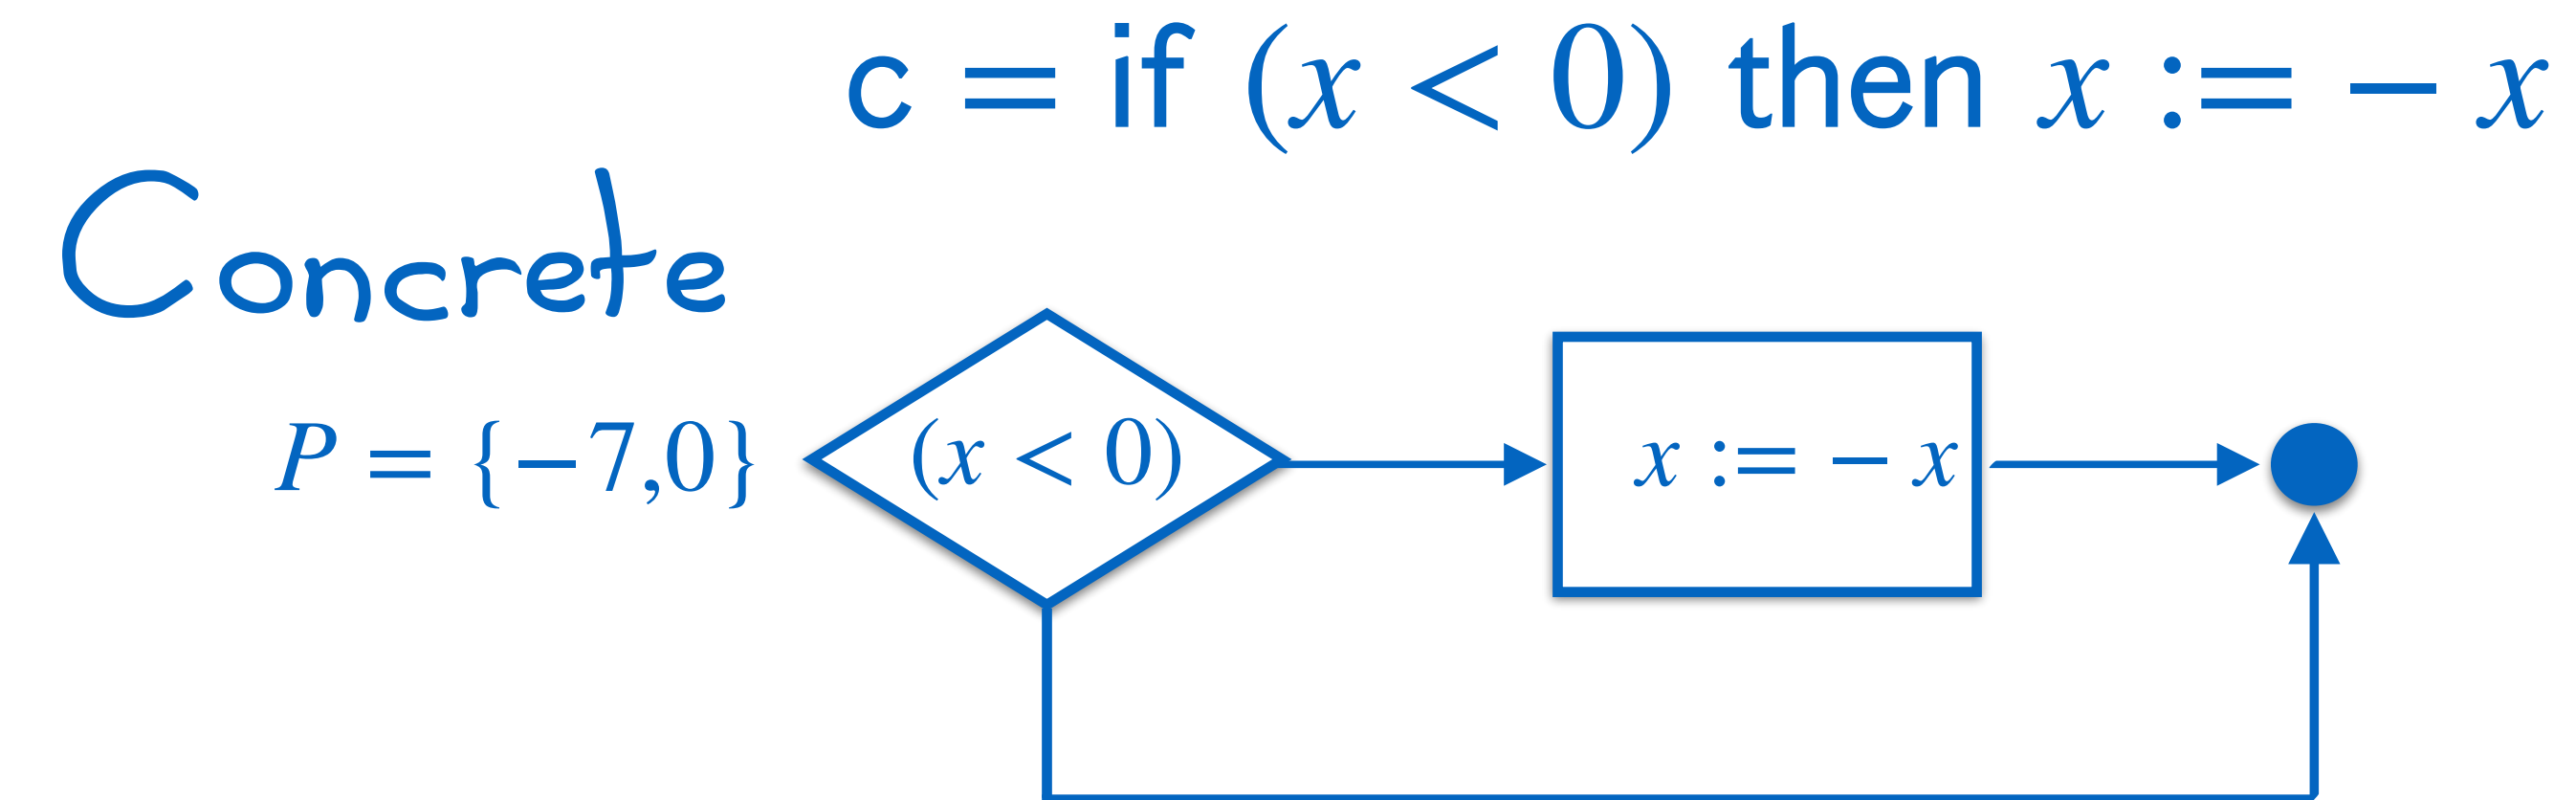 c = if (x < 0) then x := − x
Concrete
P = {−7,0}
(x < 0)
x := − x